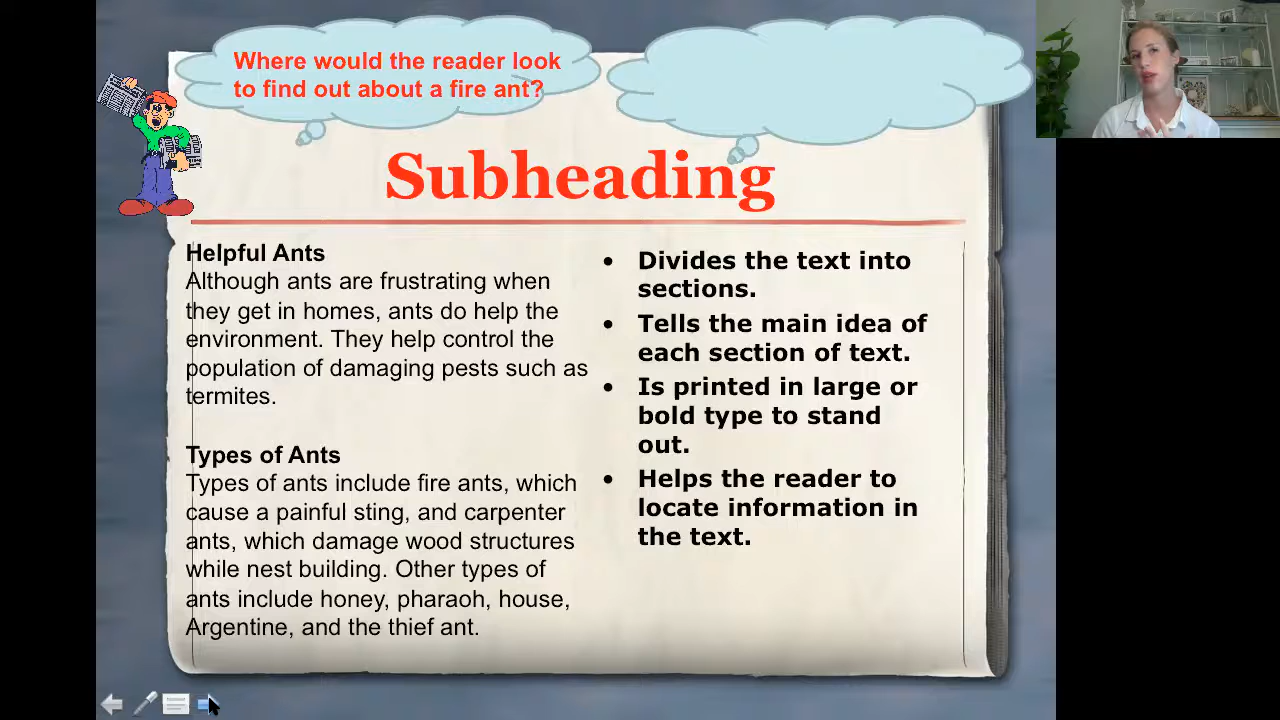 Where would the reader look
to find out about a fire ant?
Subheading
Helpful Ants
Although ants are frustrating when
they get in homes, ants do help the
environment. They help control the
population of damaging pests such as
termites.
Types of Ants
Types of ants include fire ants, which
cause a painful sting, and carpenter
ants, which damage wood structures
while nest building. Other types of
ants include honey, pharaoh, house,
Argentine, and the thief ant.
• Divides the text into
sections.
• Tells the main idea of
each section of text.
• Is printed in large or
bold type to stand
out.
• Helps the reader to
locate information in
the text.